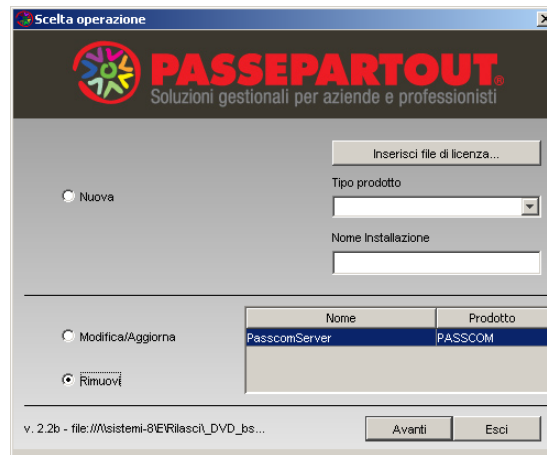 Scelta operazione
PASSEPARTOUT®
Soluzioni gestionali per aziende e professionisti
Inserisci file di licenza...
Tipo prodotto
Nuova
Nome Installazione
Nome Prodotto
Modifica/Aggiorna
PasscomServer PASSCOM
Rimuovi
v. 2.2b - file://\\sistemi-8\E\Rilasci\_DVD_bs...
Avanti Esci